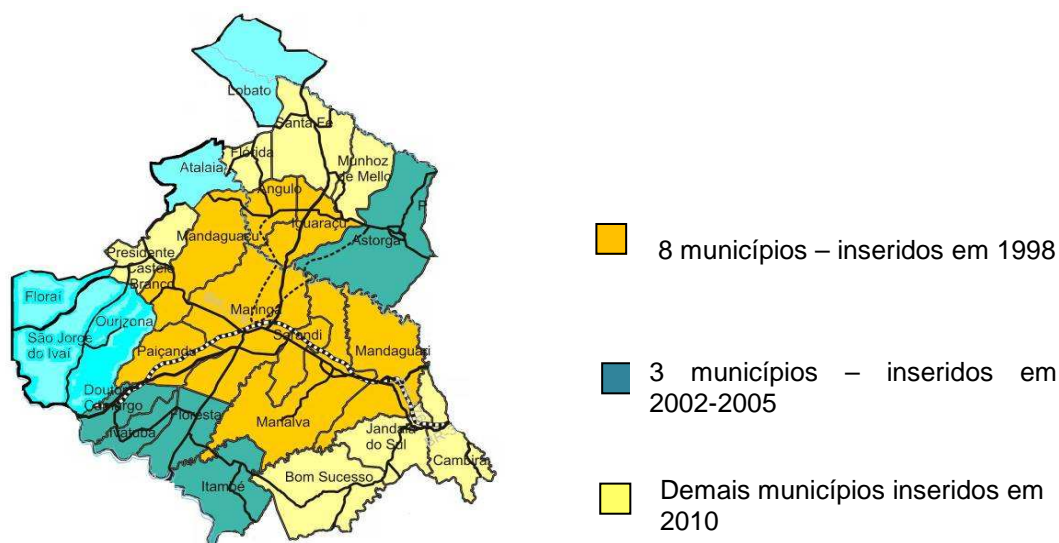 Lobato
Santa Fé
Flórida
Munhoz
de Mello
Atalaia
Ângulo
Iguaraçu
Astorga
Mandaguaçu
Presidente
Castelo
Branco
Floraí
Ourizona
São Jorge
do Ivaí
Maringá
Sarandi
Paiçandu
Mandaguari
Doutor
Camargo
Floresta
Ivatuba
Marialva
Jandaia
do Sul
Cambira
Bom Sucesso
Itambé
8 municípios – inseridos em 1998
3 municípios – inseridos em
2002-2005
Demais municípios inseridos em
2010